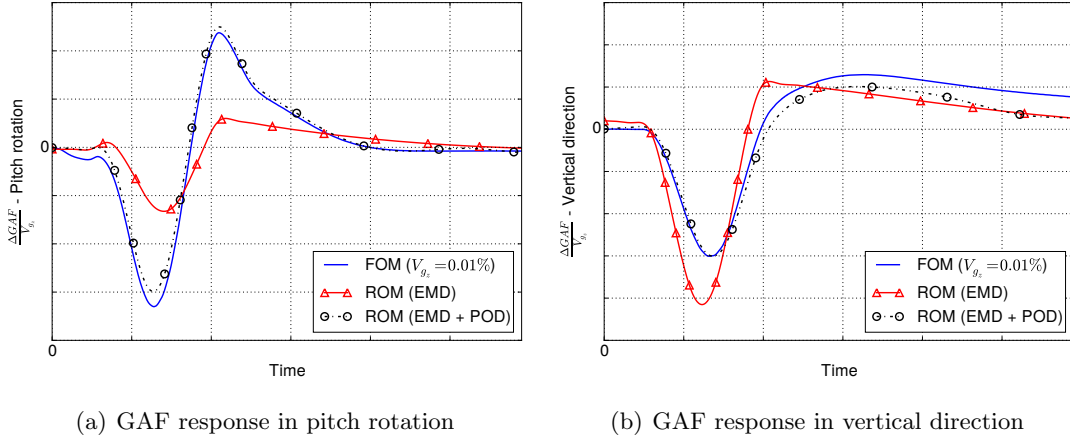 ΔGAF/V_{g_z} - Pitch rotation
0
FOM (V_{g_z}=0.01%)
ROM (EMD)
ROM (EMD + POD)
0
Time
(a) GAF response in pitch rotation
ΔGAF/V_{g_z} - Vertical direction
0
FOM (V_{g_z}=0.01%)
ROM (EMD)
ROM (EMD + POD)
0
Time
(b) GAF response in vertical direction